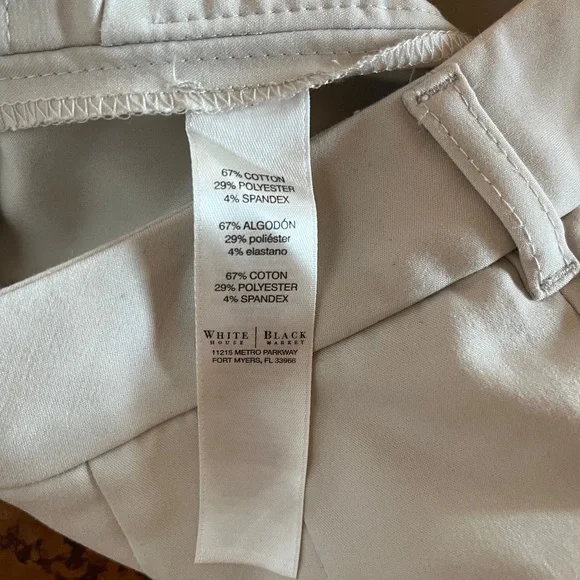 67% COTTON
29% POLYESTER
4% SPANDEX
67% ALGODÓN
29% poliéster
4% elastano
67% COTON
29% POLYESTER
4% SPANDEX
WHITE | BLACK
HOUSE | MARKET
11215 METRO PARKWAY
FORT MYERS, FL 33966